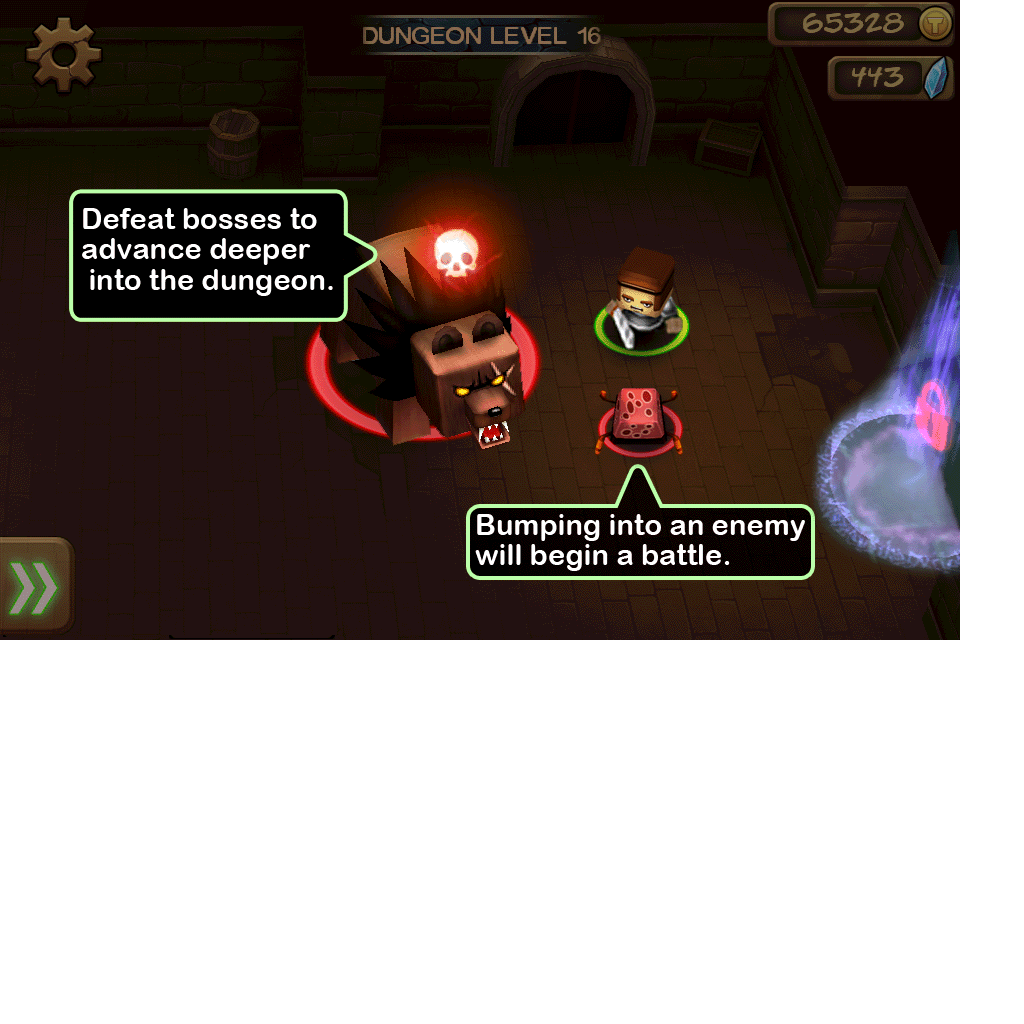 DUNGEON LEVEL 16
65328
443
Defeat bosses to
advance deeper
into the dungeon.
Bumping into an enemy
will begin a battle.